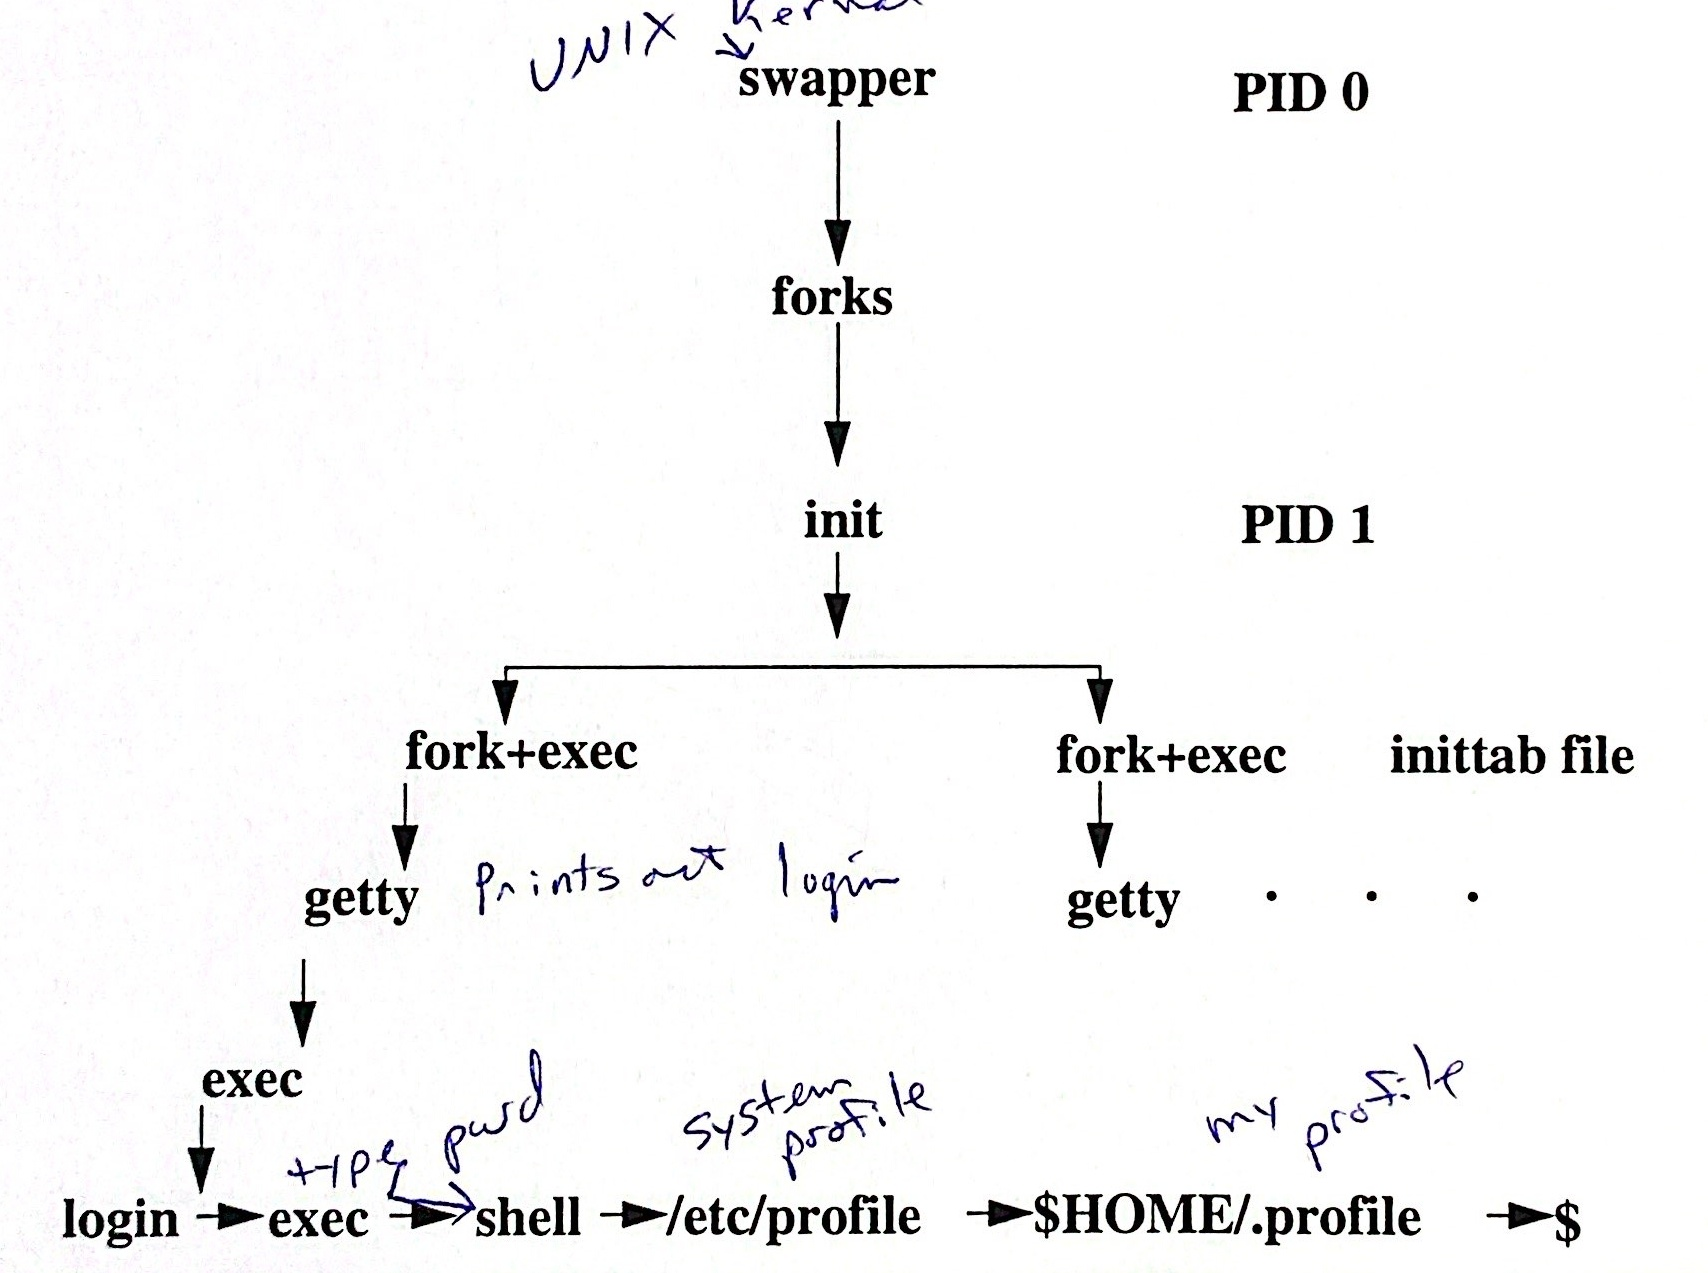 UNIX Kernal
swapper PID 0
forks
init PID 1
fork+exec fork+exec inittab file
getty prints out login getty . . .
exec
type pwd system profile my profile
login exec shell /etc/profile $HOME/.profile $